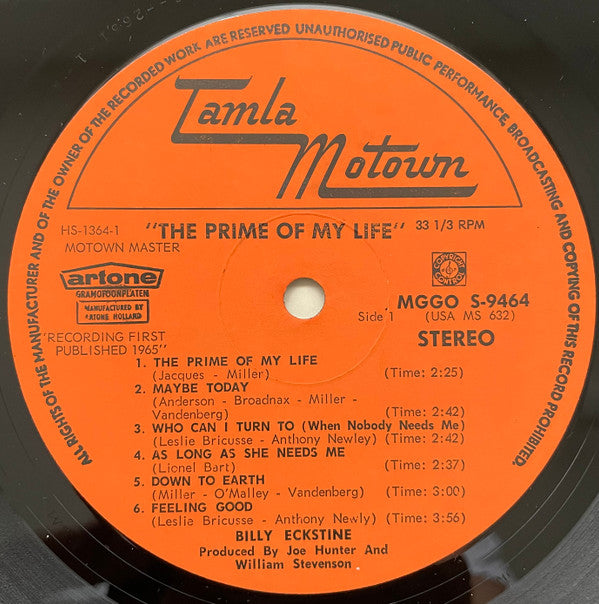 ALL RIGHTS OF THE MANUFACTURER AND OF THE OWNER OF THE RECORDED WORK ARE RESERVED UNAUTHORISED PUBLIC PERFORMANCE, BROADCASTING AND COPYING OF THIS RECORD PROHIBITED.
Tamla
Motown
HS-1364-1 "THE PRIME OF MY LIFE" 33 1/3 RPM
MOTOWN MASTER
artone
GRAMOFOONPLATEN
MANUFACTURED BY
ARTONE HOLLAND
COPYRIGHT
CONTROL
MGGO S-9464
Side 1 (USA MS 632)
STEREO
"RECORDING FIRST
PUBLISHED 1965"
1. THE PRIME OF MY LIFE
(Jacques - Miller) (Time: 2:25)
2. MAYBE TODAY
(Anderson - Broadnax - Miller -
Vandenberg) (Time: 2:42)
3. WHO CAN I TURN TO (When Nobody Needs Me)
(Leslie Bricusse - Anthony Newley) (Time: 2:42)
4. AS LONG AS SHE NEEDS ME
(Lionel Bart) (Time: 2:37)
5. DOWN TO EARTH
(Miller - O'Malley - Vandenberg) (Time: 3:00)
6. FEELING GOOD
(Leslie Bricusse - Anthony Newly) (Time: 3:56)
BILLY ECKSTINE
Produced By Joe Hunter And
William Stevenson